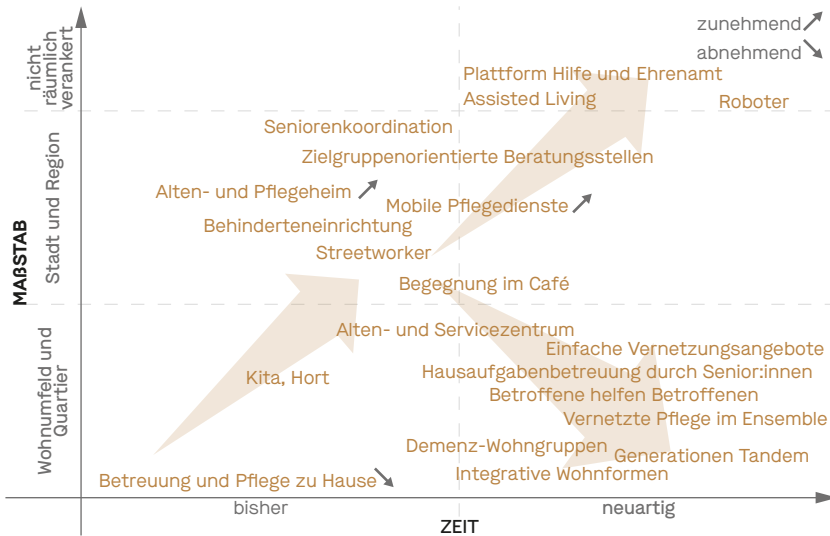 zunehmend
abnehmend
nicht
räumlich
verankert
Plattform Hilfe und Ehrenamt
Assisted Living
Roboter
Stadt und Region
Seniorenkoordination
Zielgruppenorientierte Beratungsstellen
Alten- und Pflegeheim
Mobile Pflegedienste
Behinderteneinrichtung
Streetworker
Begegnung im Café
MAßSTAB
Wohnumfeld und
Quartier
Alten- und Servicezentrum
Einfache Vernetzungsangebote
Kita, Hort
Hausaufgabenbetreuung durch Senior:innen
Betroffene helfen Betroffenen
Vernetzte Pflege im Ensemble
Demenz-Wohngruppen
Generationen Tandem
Betreuung und Pflege zu Hause
Integrative Wohnformen
bisher
neuartig
ZEIT